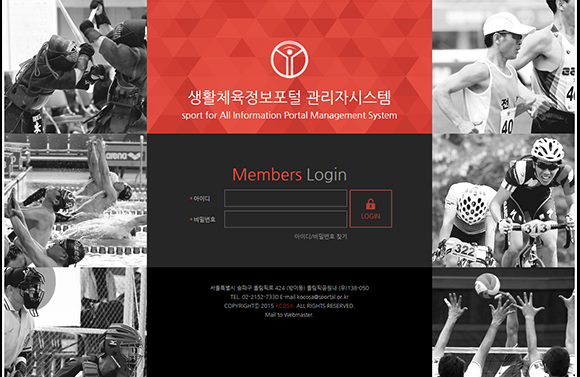 생활체육정보포털 관리자시스템
sport for All Information Portal Management System
Members Login
* 아이디
* 비밀번호
LOGIN
아이디/비밀번호 찾기
서울특별시 송파구 올림픽로 424 (방이동) 올림픽공원내 (우)138-050
TEL. 02-2152-7330 E-mail kocosa@sportal.or.kr
COPYRIGHTⓒ 2015 KOCOSA. ALL RIGHTS RESERVED.
Mail to Webmaster.
arena
전
40
40
322
313